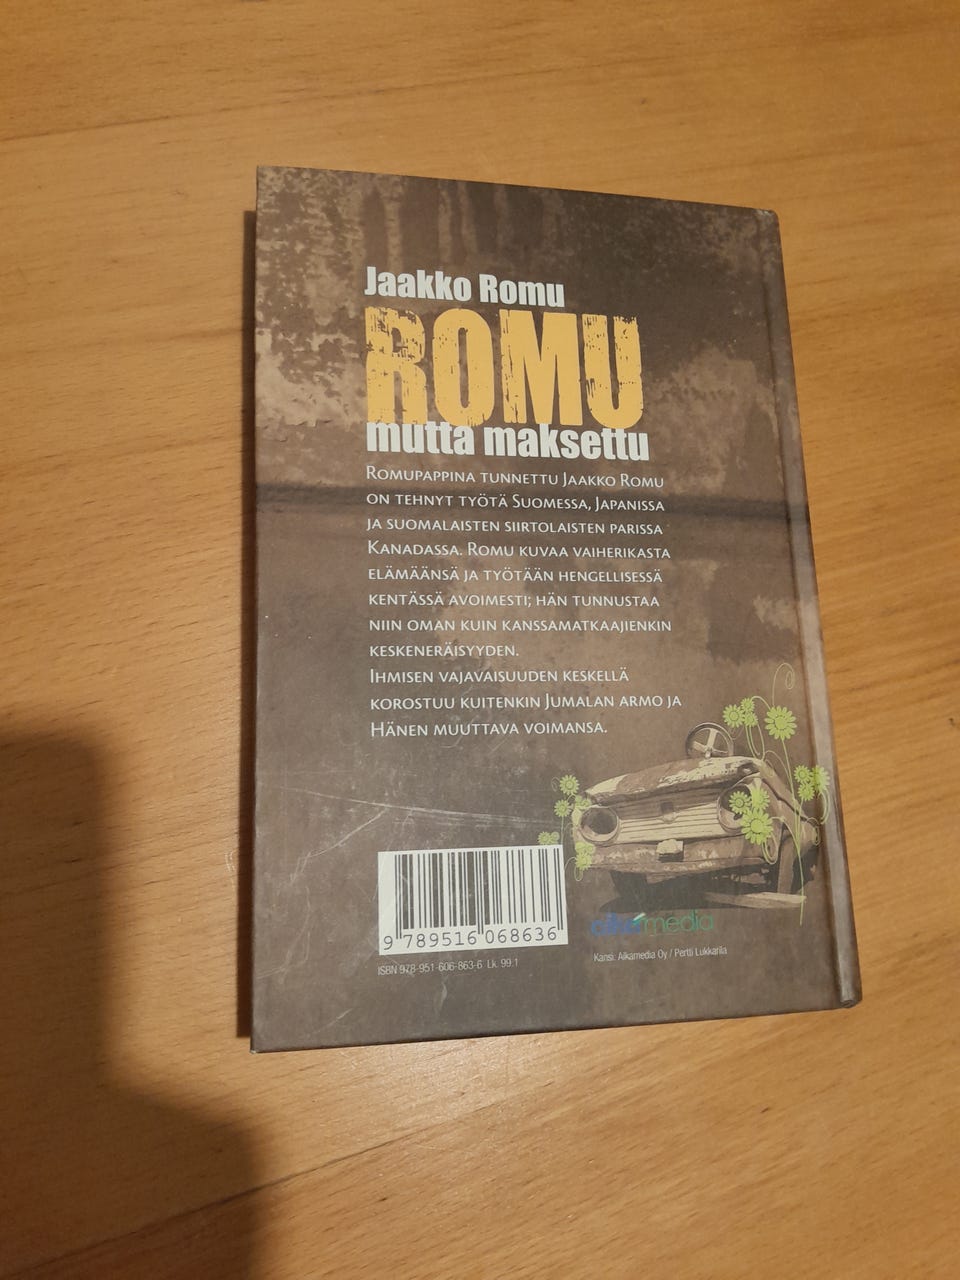 Jaakko Romu
ROMU
mutta maksettu
Romupappina tunnettu Jaakko Romu
on tehnyt työtä Suomessa, Japanissa
ja suomalaisten siirtolaisten parissa
Kanadassa. Romu kuvaa vaiherikasta
elämäänsä ja työtään hengellisessä
kentässä avoimesti; hän tunnustaa
niin oman kuin kanssamatkaajienkin
keskeneräisyyden.
Ihmisen vajavaisuuden keskellä
korostuu kuitenkin Jumalan armo ja
Hänen muuttava voimansa.
9 789516 068636
ISBN 978-951-606-863-6 Lk. 99.1
aikamedia
Kansi: Aikamedia Oy / Pertti Lukkarila